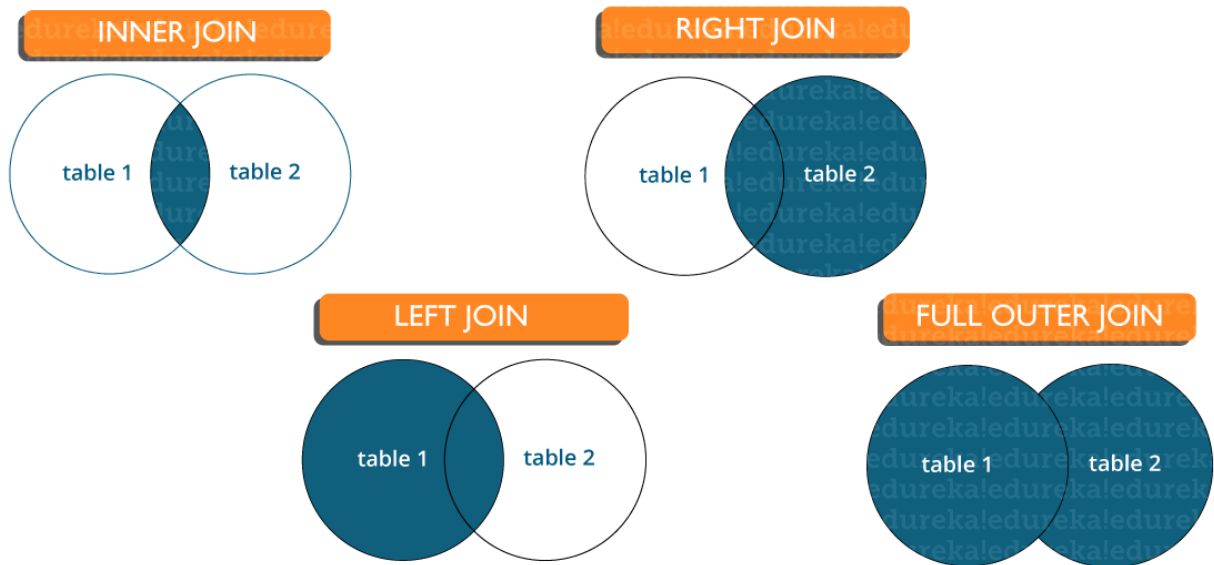 INNER JOIN
RIGHT JOIN
table 1
table 2
table 1
table 2
LEFT JOIN
FULL OUTER JOIN
table 1
table 2
table 1
table 2